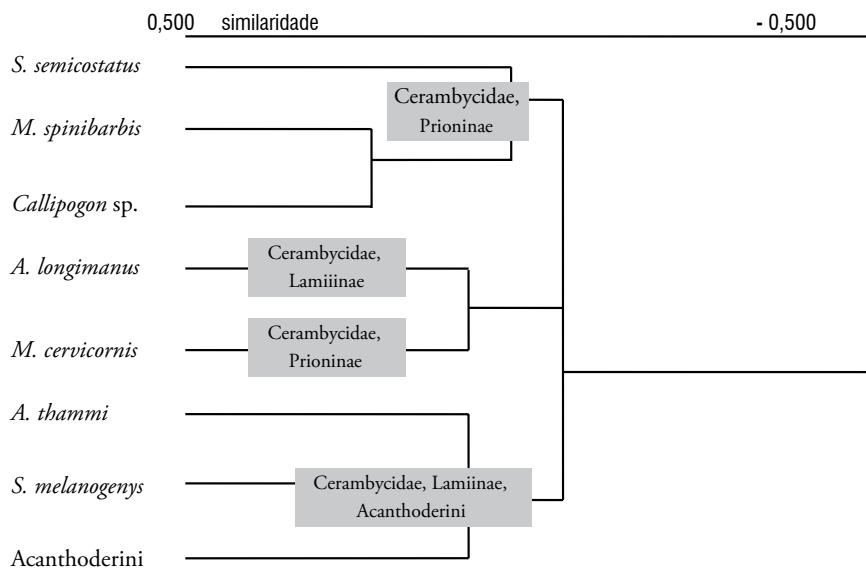 0,500 similaridade - 0,500
S. semicostatus
Cerambycidae,
Prioninae
M. spinibarbis
Callipogon sp.
A. longimanus
Cerambycidae,
Lamiiinae
M. cervicornis
Cerambycidae,
Prioninae
A. thammi
S. melanogenys
Cerambycidae, Lamiinae,
Acanthoderini
Acanthoderini